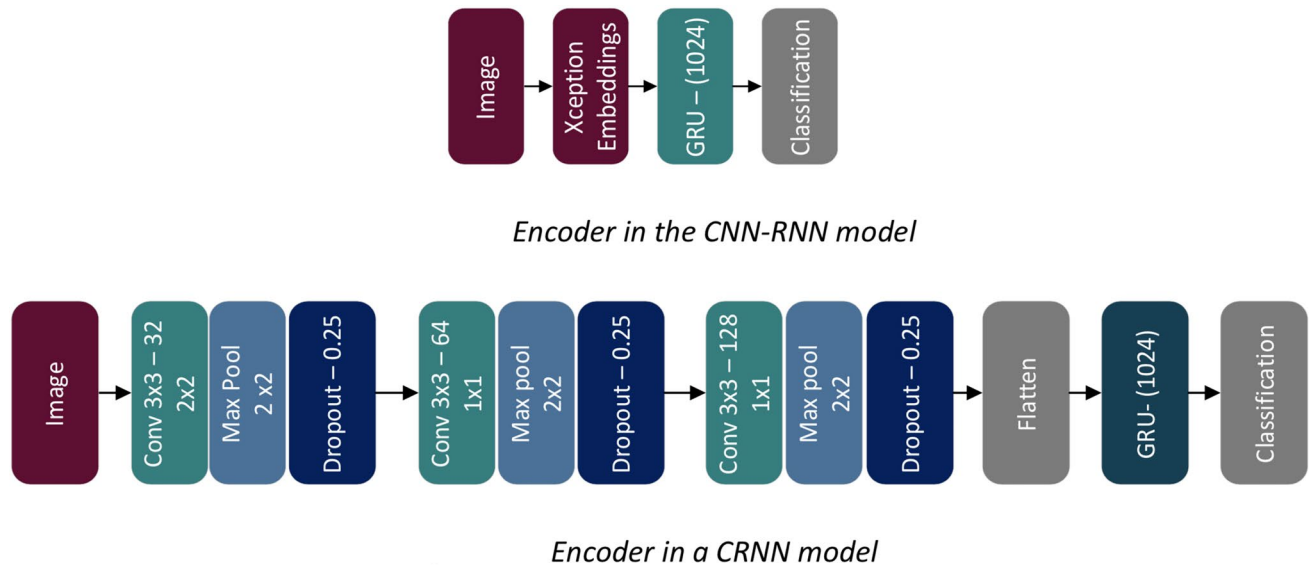 Image
Xception
Embeddings
GRU – (1024)
Classification
Encoder in the CNN-RNN model
Image
Conv 3x3 – 32
2x2
Max Pool
2 x2
Dropout – 0.25
Conv 3x3 – 64
1x1
Max pool
2x2
Dropout – 0.25
Conv 3x3 – 128
1x1
Max pool
2x2
Dropout – 0.25
Flatten
GRU- (1024)
Classification
Encoder in a CRNN model